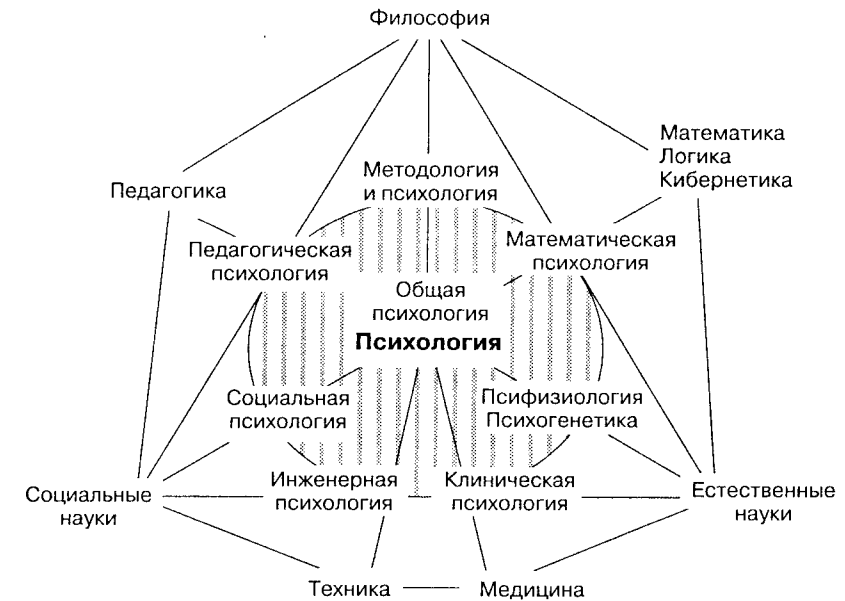 Философия
Математика
Логика
Кибернетика
Педагогика
Методология
и психология
Педагогическая
психология
Математическая
психология
Общая
психология
Психология
Социальная
психология
Псифизиология
Психогенетика
Социальные
науки
Инженерная
психология
Клиническая
психология
Естественные
науки
Техника
Медицина